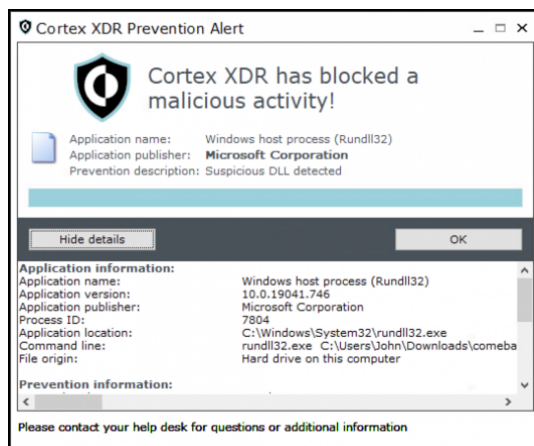 Cortex XDR Prevention Alert
Cortex XDR has blocked a
malicious activity!
Application name: Windows host process (Rundll32)
Application publisher: Microsoft Corporation
Prevention description: Suspicious DLL detected
Hide details
OK
Application information:
Application name: Windows host process (Rundll32)
Application version: 10.0.19041.746
Application publisher: Microsoft Corporation
Process ID: 7804
Application location: C:\Windows\System32\rundll32.exe
Command line: rundll32.exe C:\Users\John\Downloads\comeba
File origin: Hard drive on this computer
Prevention information:
Please contact your help desk for questions or additional information